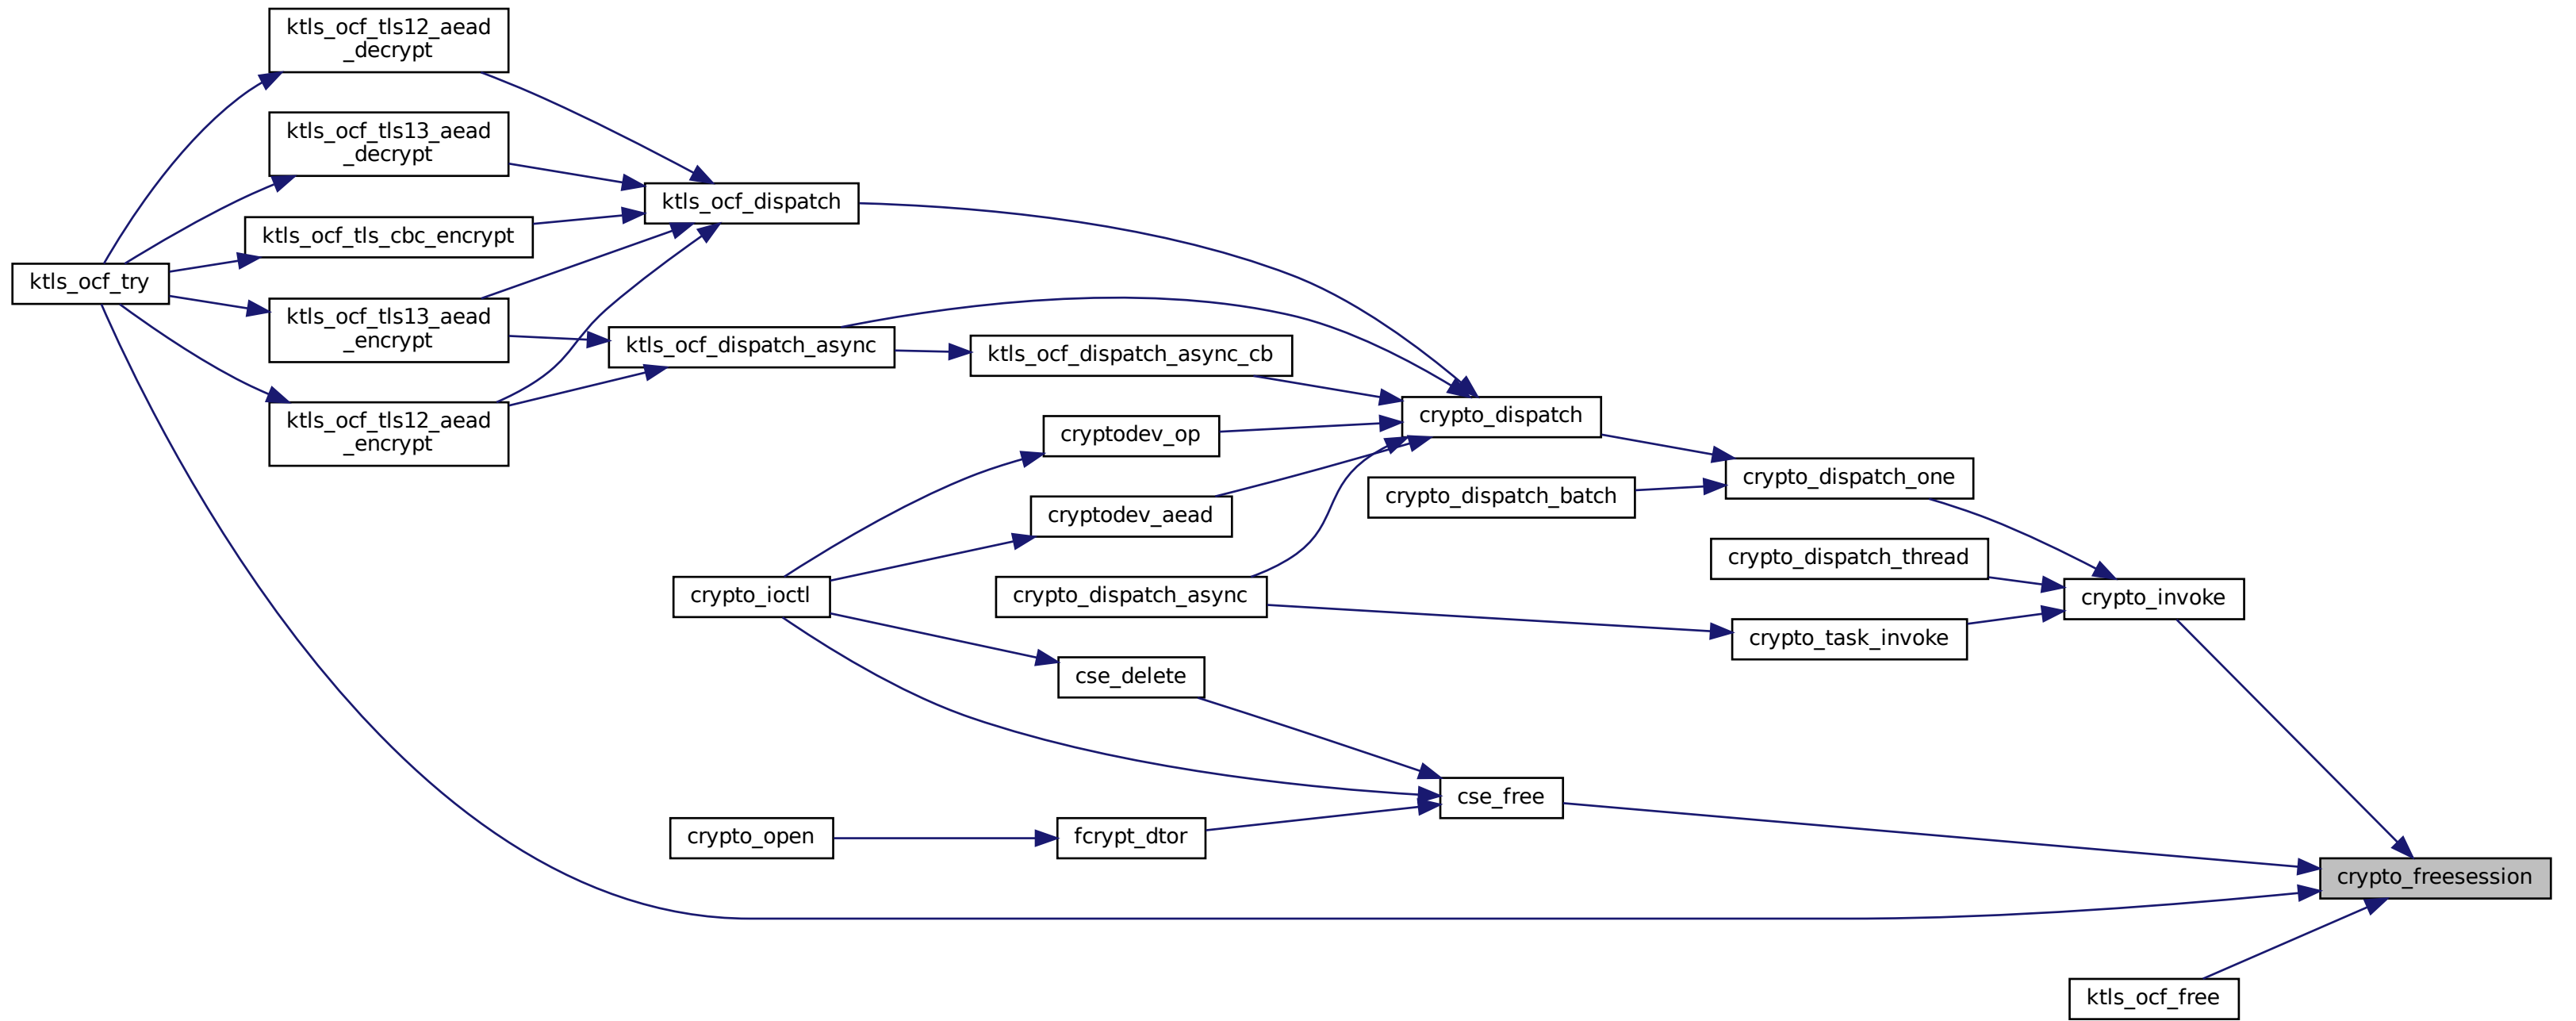 ktls_ocf_tls12_aead
_decrypt
ktls_ocf_tls13_aead
_decrypt
ktls_ocf_dispatch
ktls_ocf_tls_cbc_encrypt
ktls_ocf_try
ktls_ocf_tls13_aead
_encrypt
ktls_ocf_dispatch_async
ktls_ocf_dispatch_async_cb
ktls_ocf_tls12_aead
_encrypt
crypto_dispatch
cryptodev_op
crypto_dispatch_one
crypto_dispatch_batch
cryptodev_aead
crypto_dispatch_thread
crypto_ioctl
crypto_dispatch_async
crypto_invoke
crypto_task_invoke
cse_delete
cse_free
crypto_open
fcrypt_dtor
crypto_freesession
ktls_ocf_free